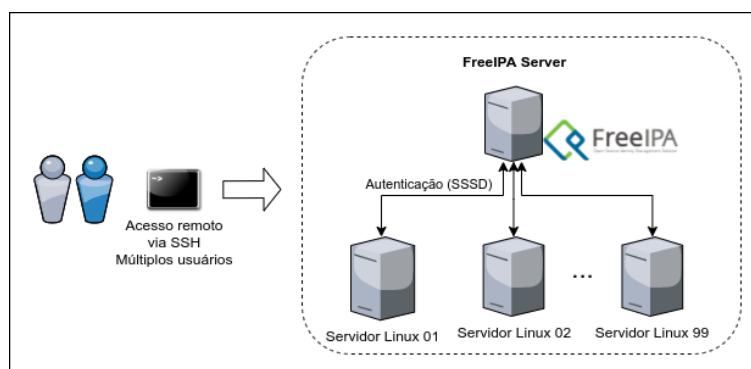 FreeIPA Server
FreeIPA
Autenticação (SSSD)
Acesso remoto
via SSH
Múltiplos usuários
...
Servidor Linux 01
Servidor Linux 02
Servidor Linux 99